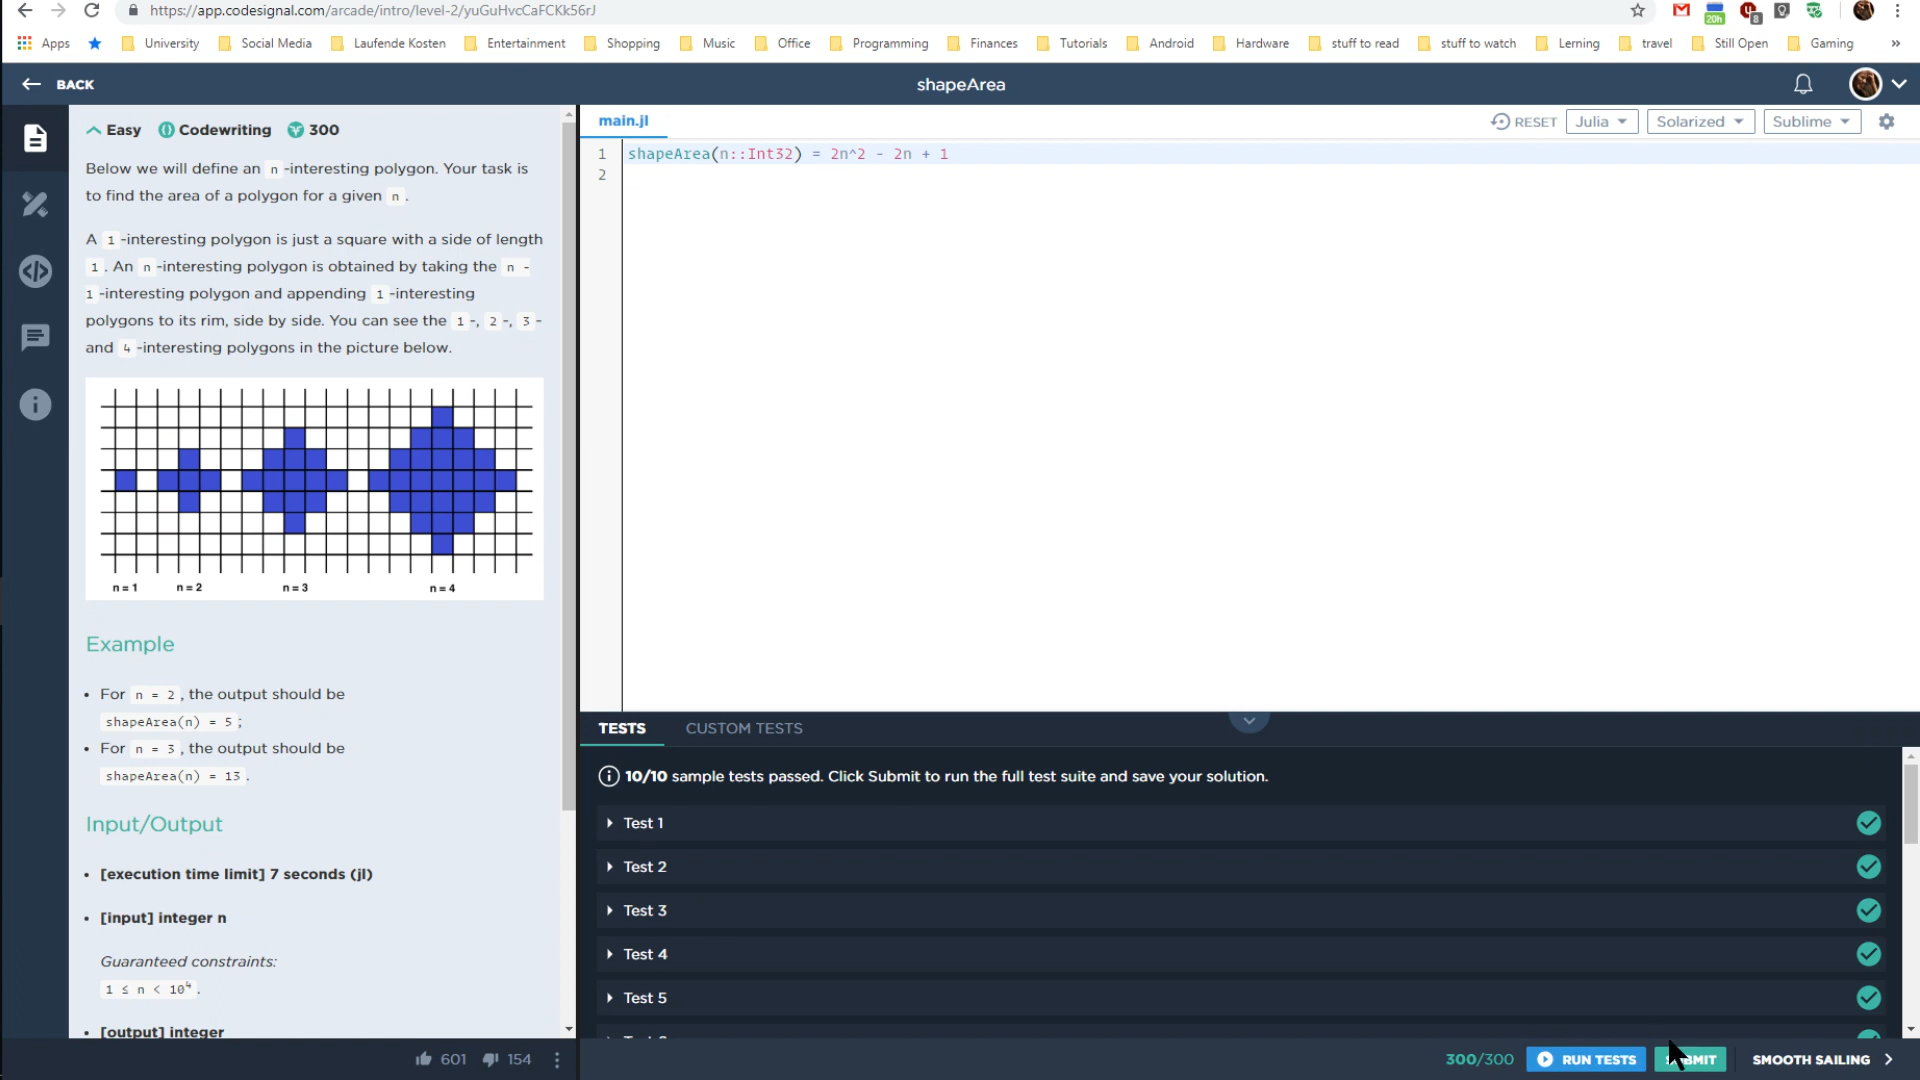 https://app.codesignal.com/arcade/intro/level-2/yuGuHvcCaFCKk56rJ
20h
8
Apps
University
Social Media
Laufende Kosten
Entertainment
Shopping
Music
Office
Programming
Finances
Tutorials
Android
Hardware
stuff to read
stuff to watch
Lerning
travel
Still Open
Gaming
»
BACK
shapeArea
Easy
Codewriting
300
Below we will define an n -interesting polygon. Your task is
to find the area of a polygon for a given n .
A 1 -interesting polygon is just a square with a side of length
1 . An n -interesting polygon is obtained by taking the n -
1 -interesting polygon and appending 1 -interesting
polygons to its rim, side by side. You can see the 1 -, 2 -, 3 -
and 4 -interesting polygons in the picture below.
n = 1
n = 2
n = 3
n = 4
Example
• For n = 2 , the output should be
shapeArea(n) = 5 ;
• For n = 3 , the output should be
shapeArea(n) = 13 .
Input/Output
• [execution time limit] 7 seconds (jl)
• [input] integer n
Guaranteed constraints:
1 ≤ n < 10⁴ .
• [output] integer
601
154
main.jl
RESET
Julia
Solarized
Sublime
1 shapeArea(n::Int32) = 2n^2 - 2n + 1
2
TESTS
CUSTOM TESTS
10/10 sample tests passed. Click Submit to run the full test suite and save your solution.
Test 1
Test 2
Test 3
Test 4
Test 5
300/300
RUN TESTS
SMOOTH SAILING